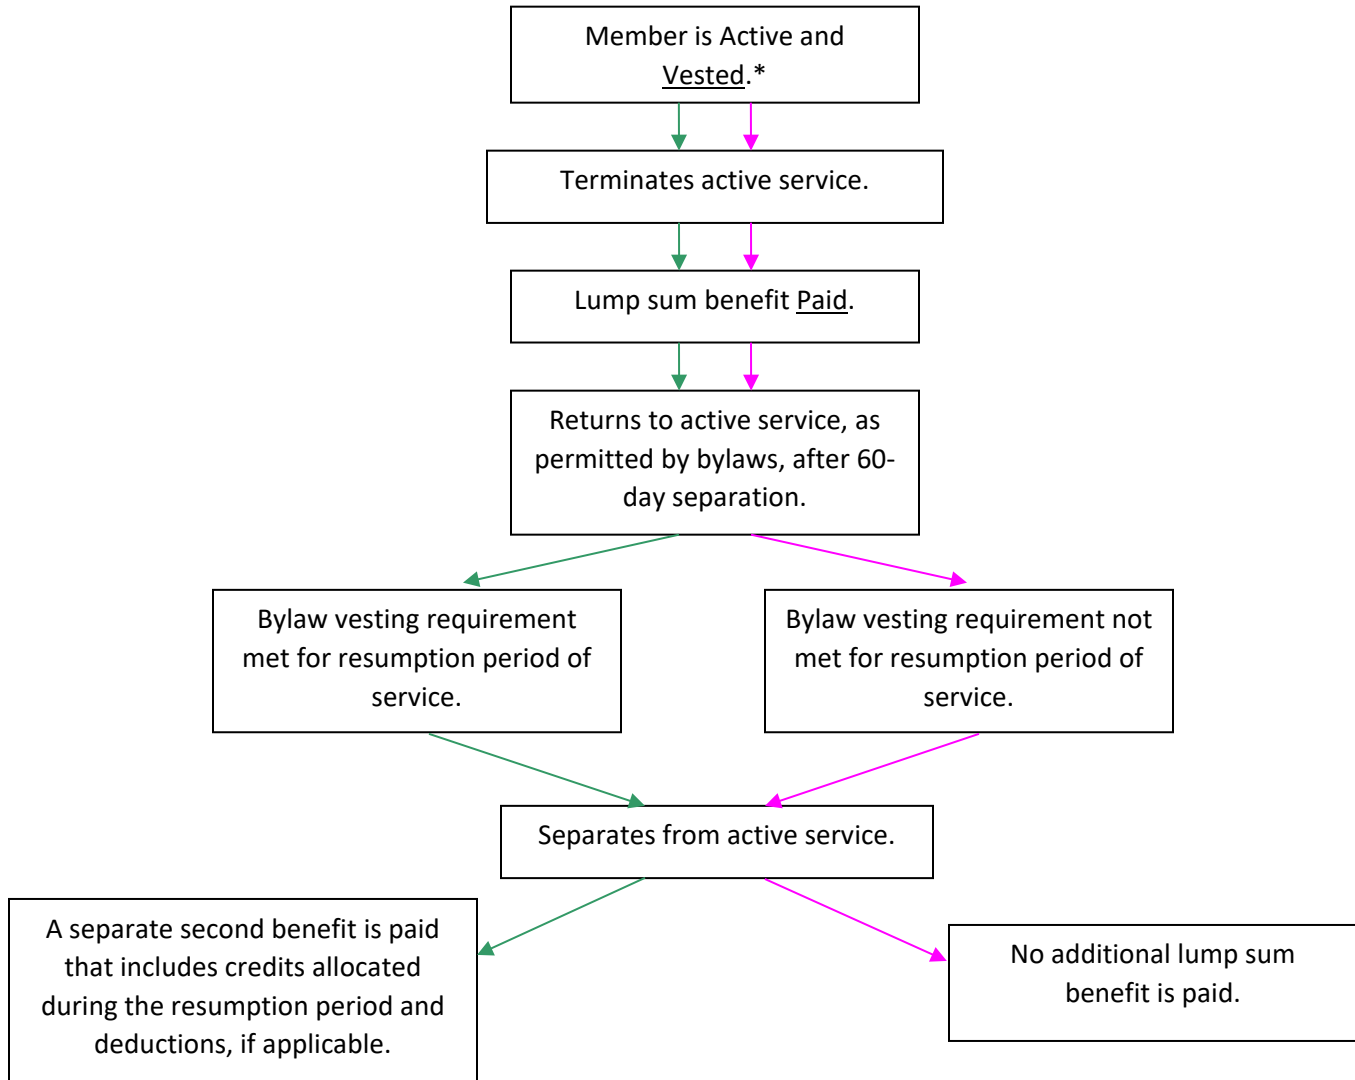 Member is Active and
Vested.*
Terminates active service.
Lump sum benefit Paid.
Returns to active service, as
permitted by bylaws, after 60-
day separation.
Bylaw vesting requirement
met for resumption period of
service.
Bylaw vesting requirement not
met for resumption period of
service.
Separates from active service.
A separate second benefit is paid
that includes credits allocated
during the resumption period and
deductions, if applicable.
No additional lump sum
benefit is paid.